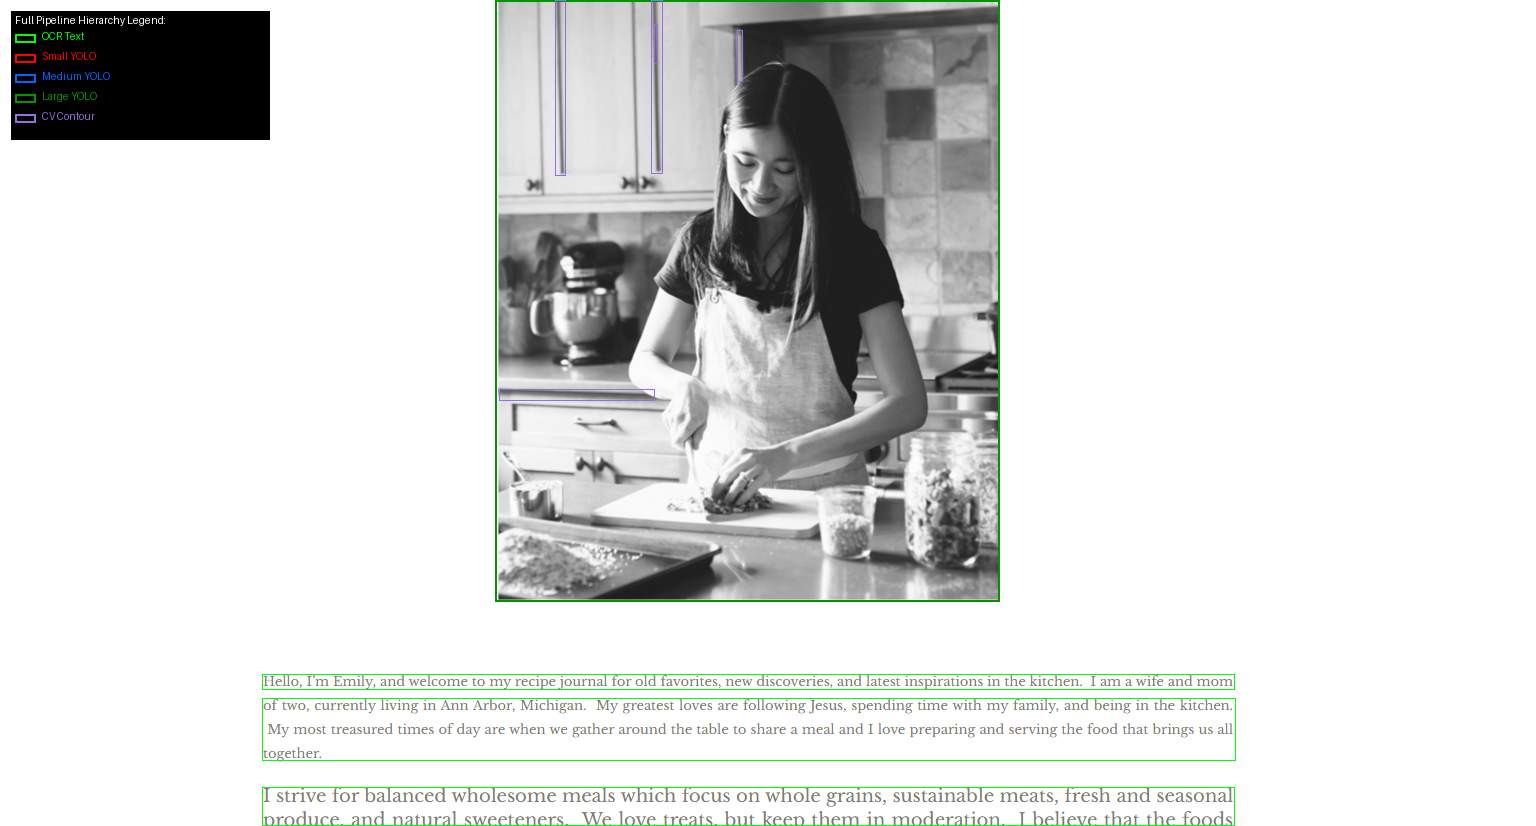 Full Pipeline Hierarchy Legend:
OCR Text
Small YOLO
Medium YOLO
Large YOLO
CV Contour
Hello, I'm Emily, and welcome to my recipe journal for old favorites, new discoveries, and latest inspirations in the kitchen.  I am a wife and mom
of two, currently living in Ann Arbor, Michigan.  My greatest loves are following Jesus, spending time with my family, and being in the kitchen.
My most treasured times of day are when we gather around the table to share a meal and I love preparing and serving the food that brings us all
together.
I strive for balanced wholesome meals which focus on whole grains, sustainable meats, fresh and seasonal
produce, and natural sweeteners.  We love treats, but keep them in moderation.  I believe that the foods